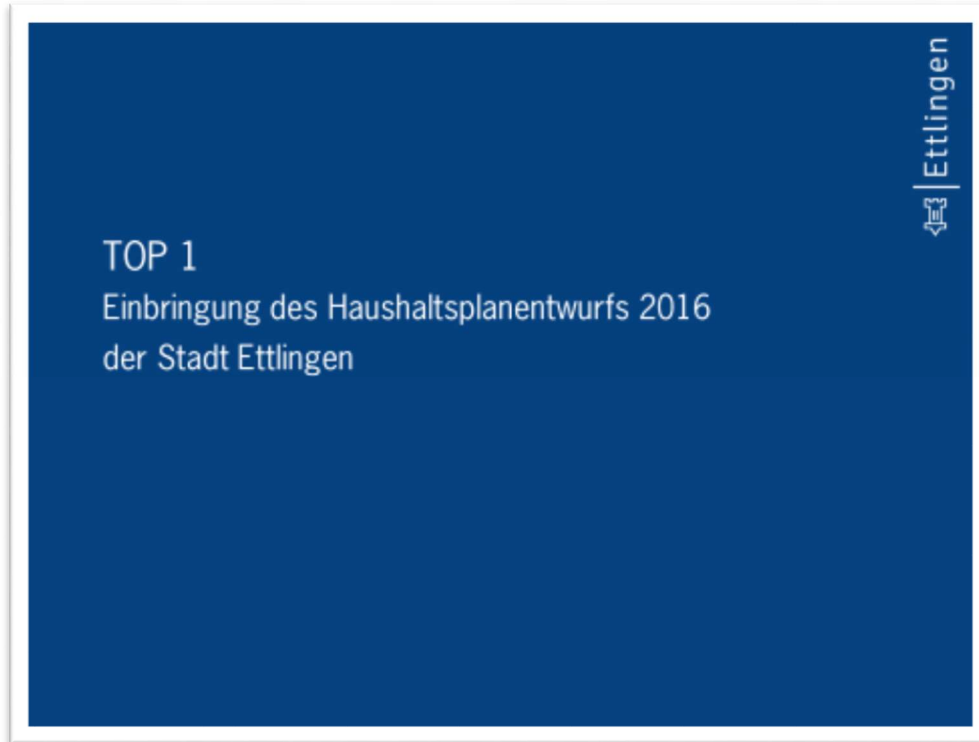 Ettlingen
TOP 1
Einbringung des Haushaltsplanentwurfs 2016
der Stadt Ettlingen